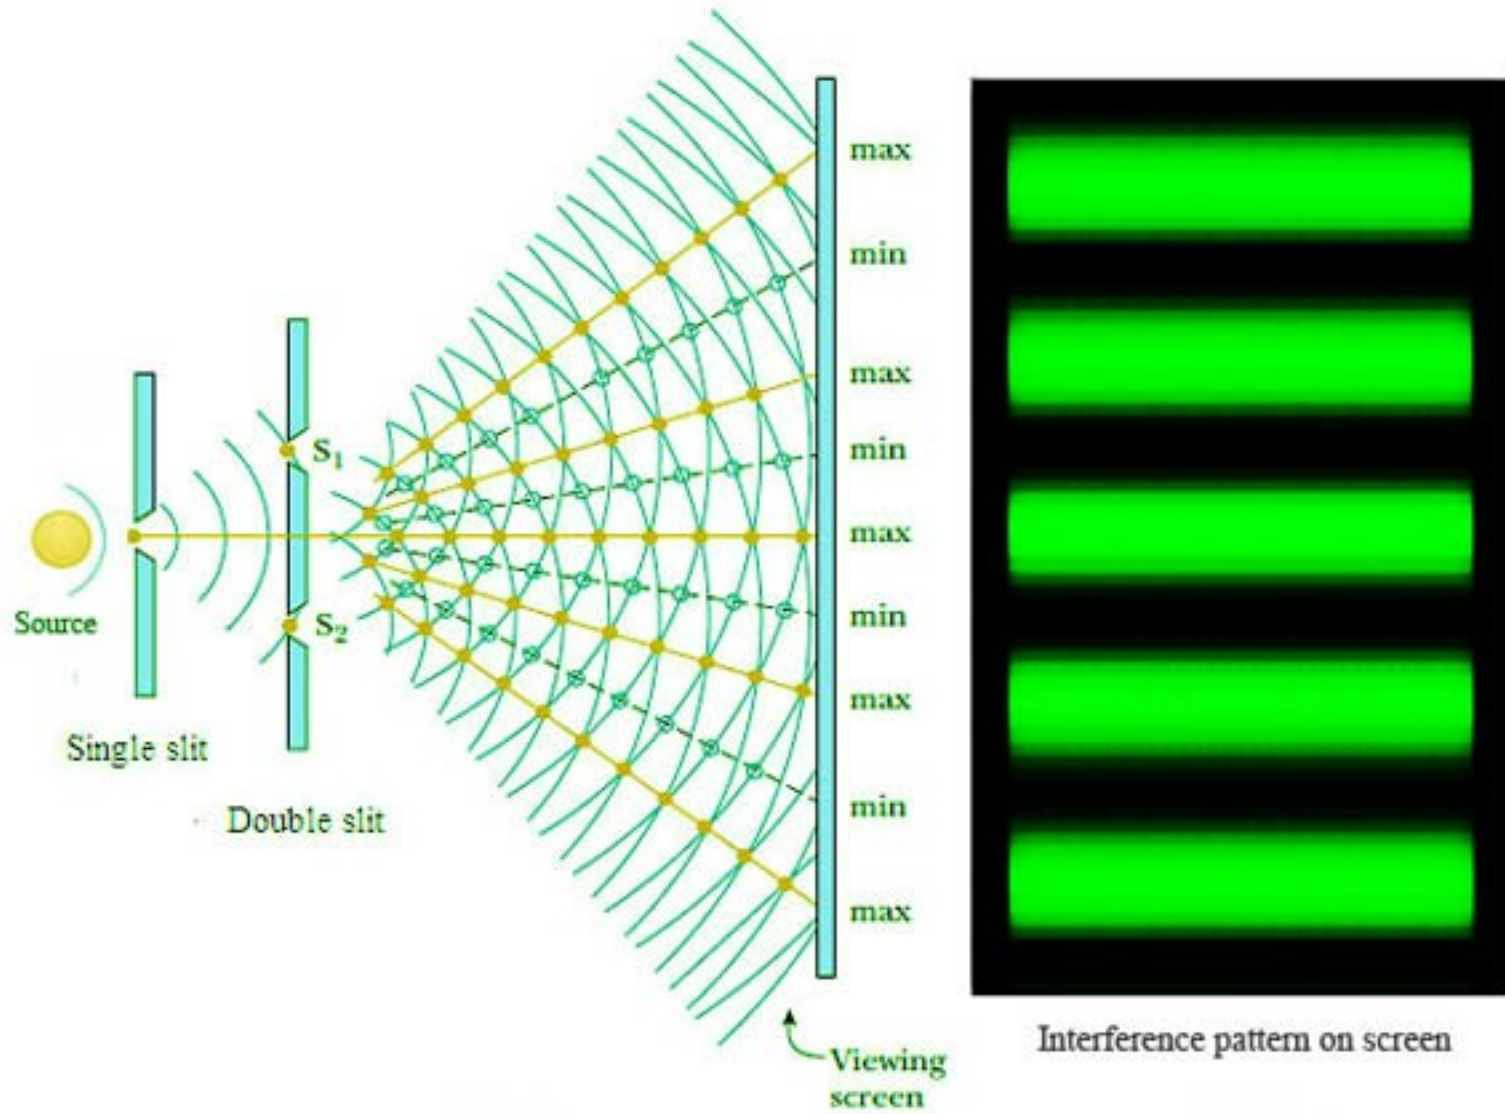 max
min
max
S₁
min
max
Source
min
S₂
max
Single slit
min
Double slit
max
Interference pattern on screen
Viewing
screen